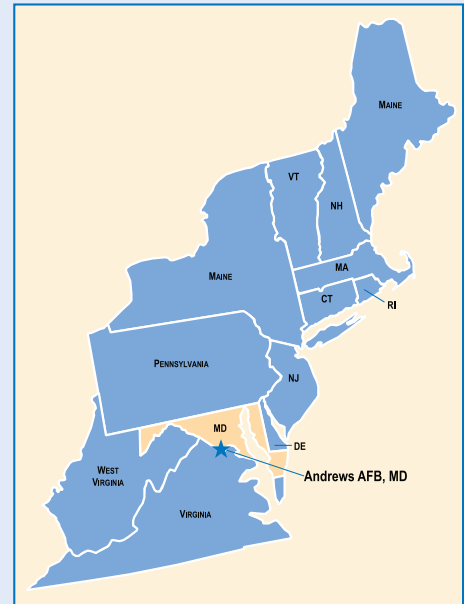 MAINE
VT
NH
MAINE
MA
CT
RI
PENNSYLVANIA
NJ
MD
DE
WEST
VIRGINIA
Andrews AFB, MD
VIRGINIA